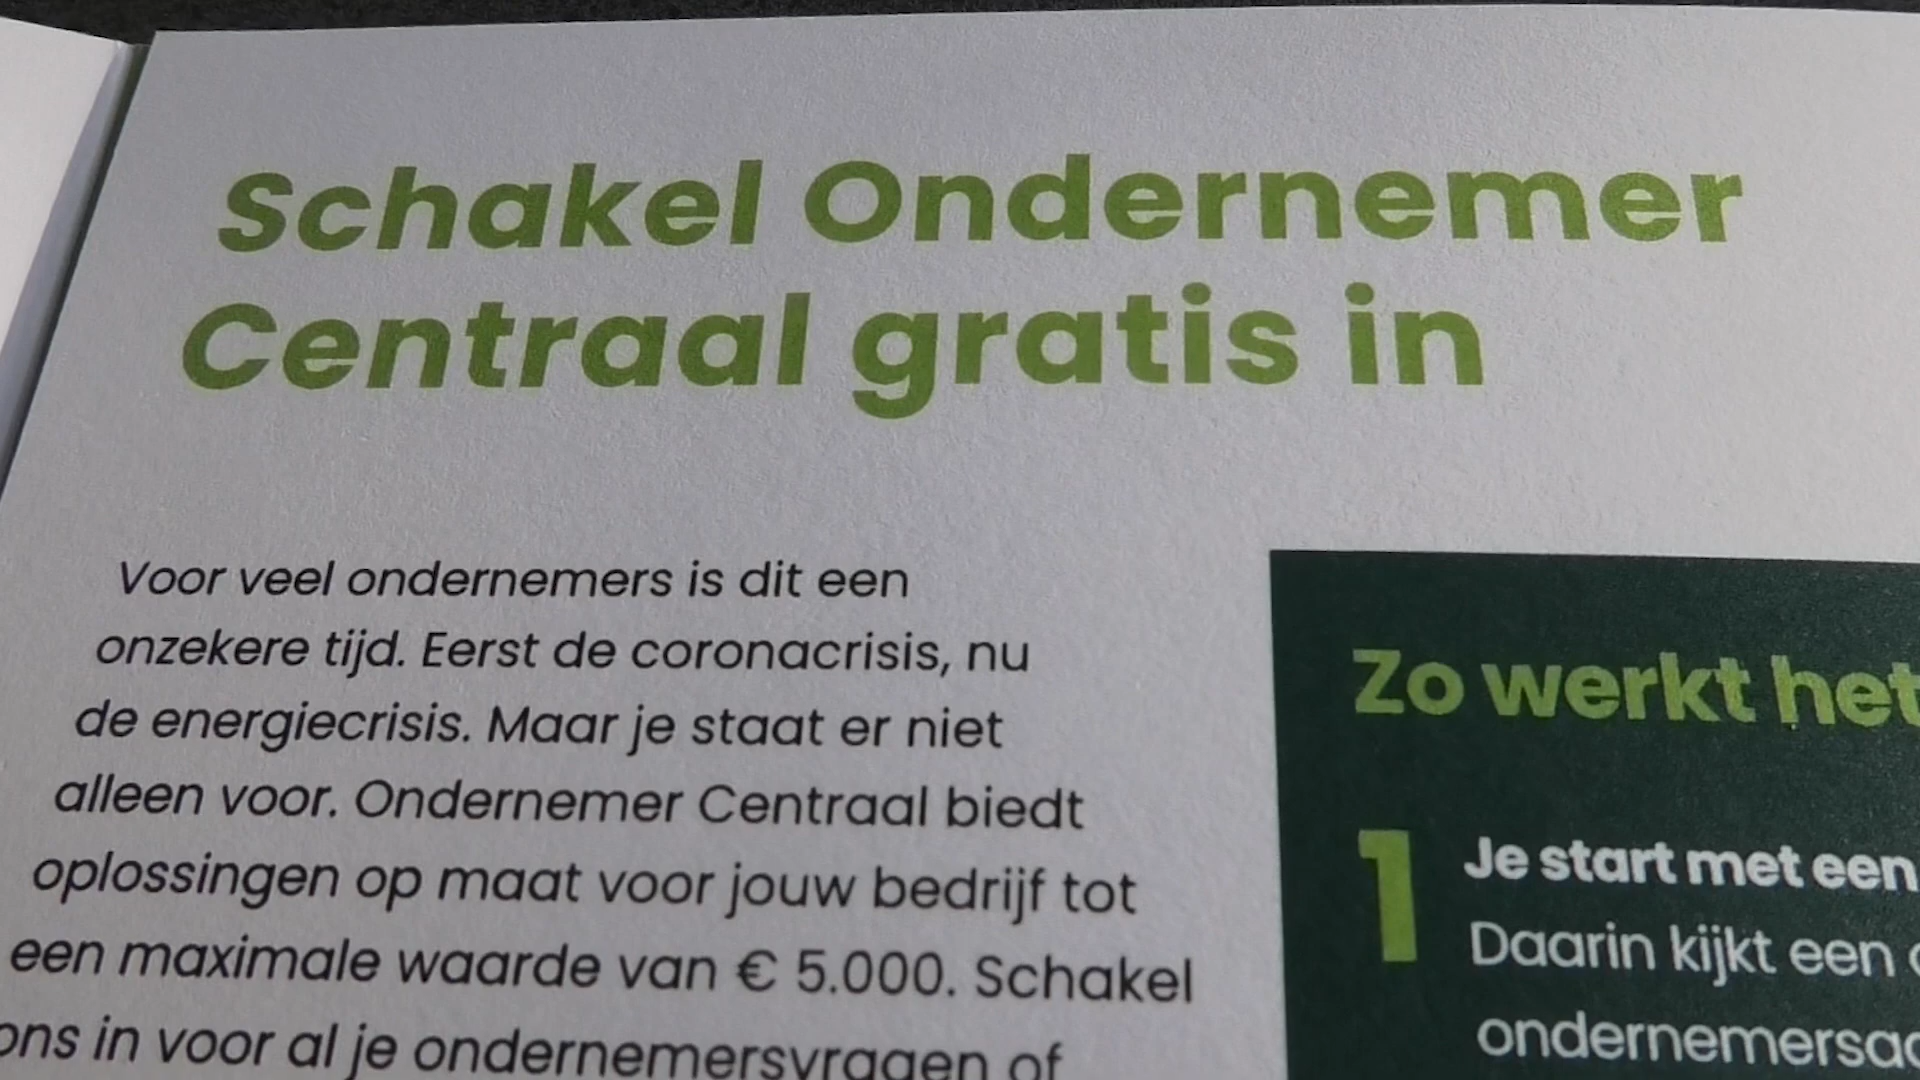 Schakel Ondernemer
Centraal gratis in
Voor veel ondernemers is dit een
onzekere tijd. Eerst de coronacrisis, nu
de energiecrisis. Maar je staat er niet
alleen voor. Ondernemer Centraal biedt
oplossingen op maat voor jouw bedrijf tot
een maximale waarde van € 5.000. Schakel
ons in voor al je ondernemersvragen of
Zo werkt het
1
Je start met een
Daarin kijkt een